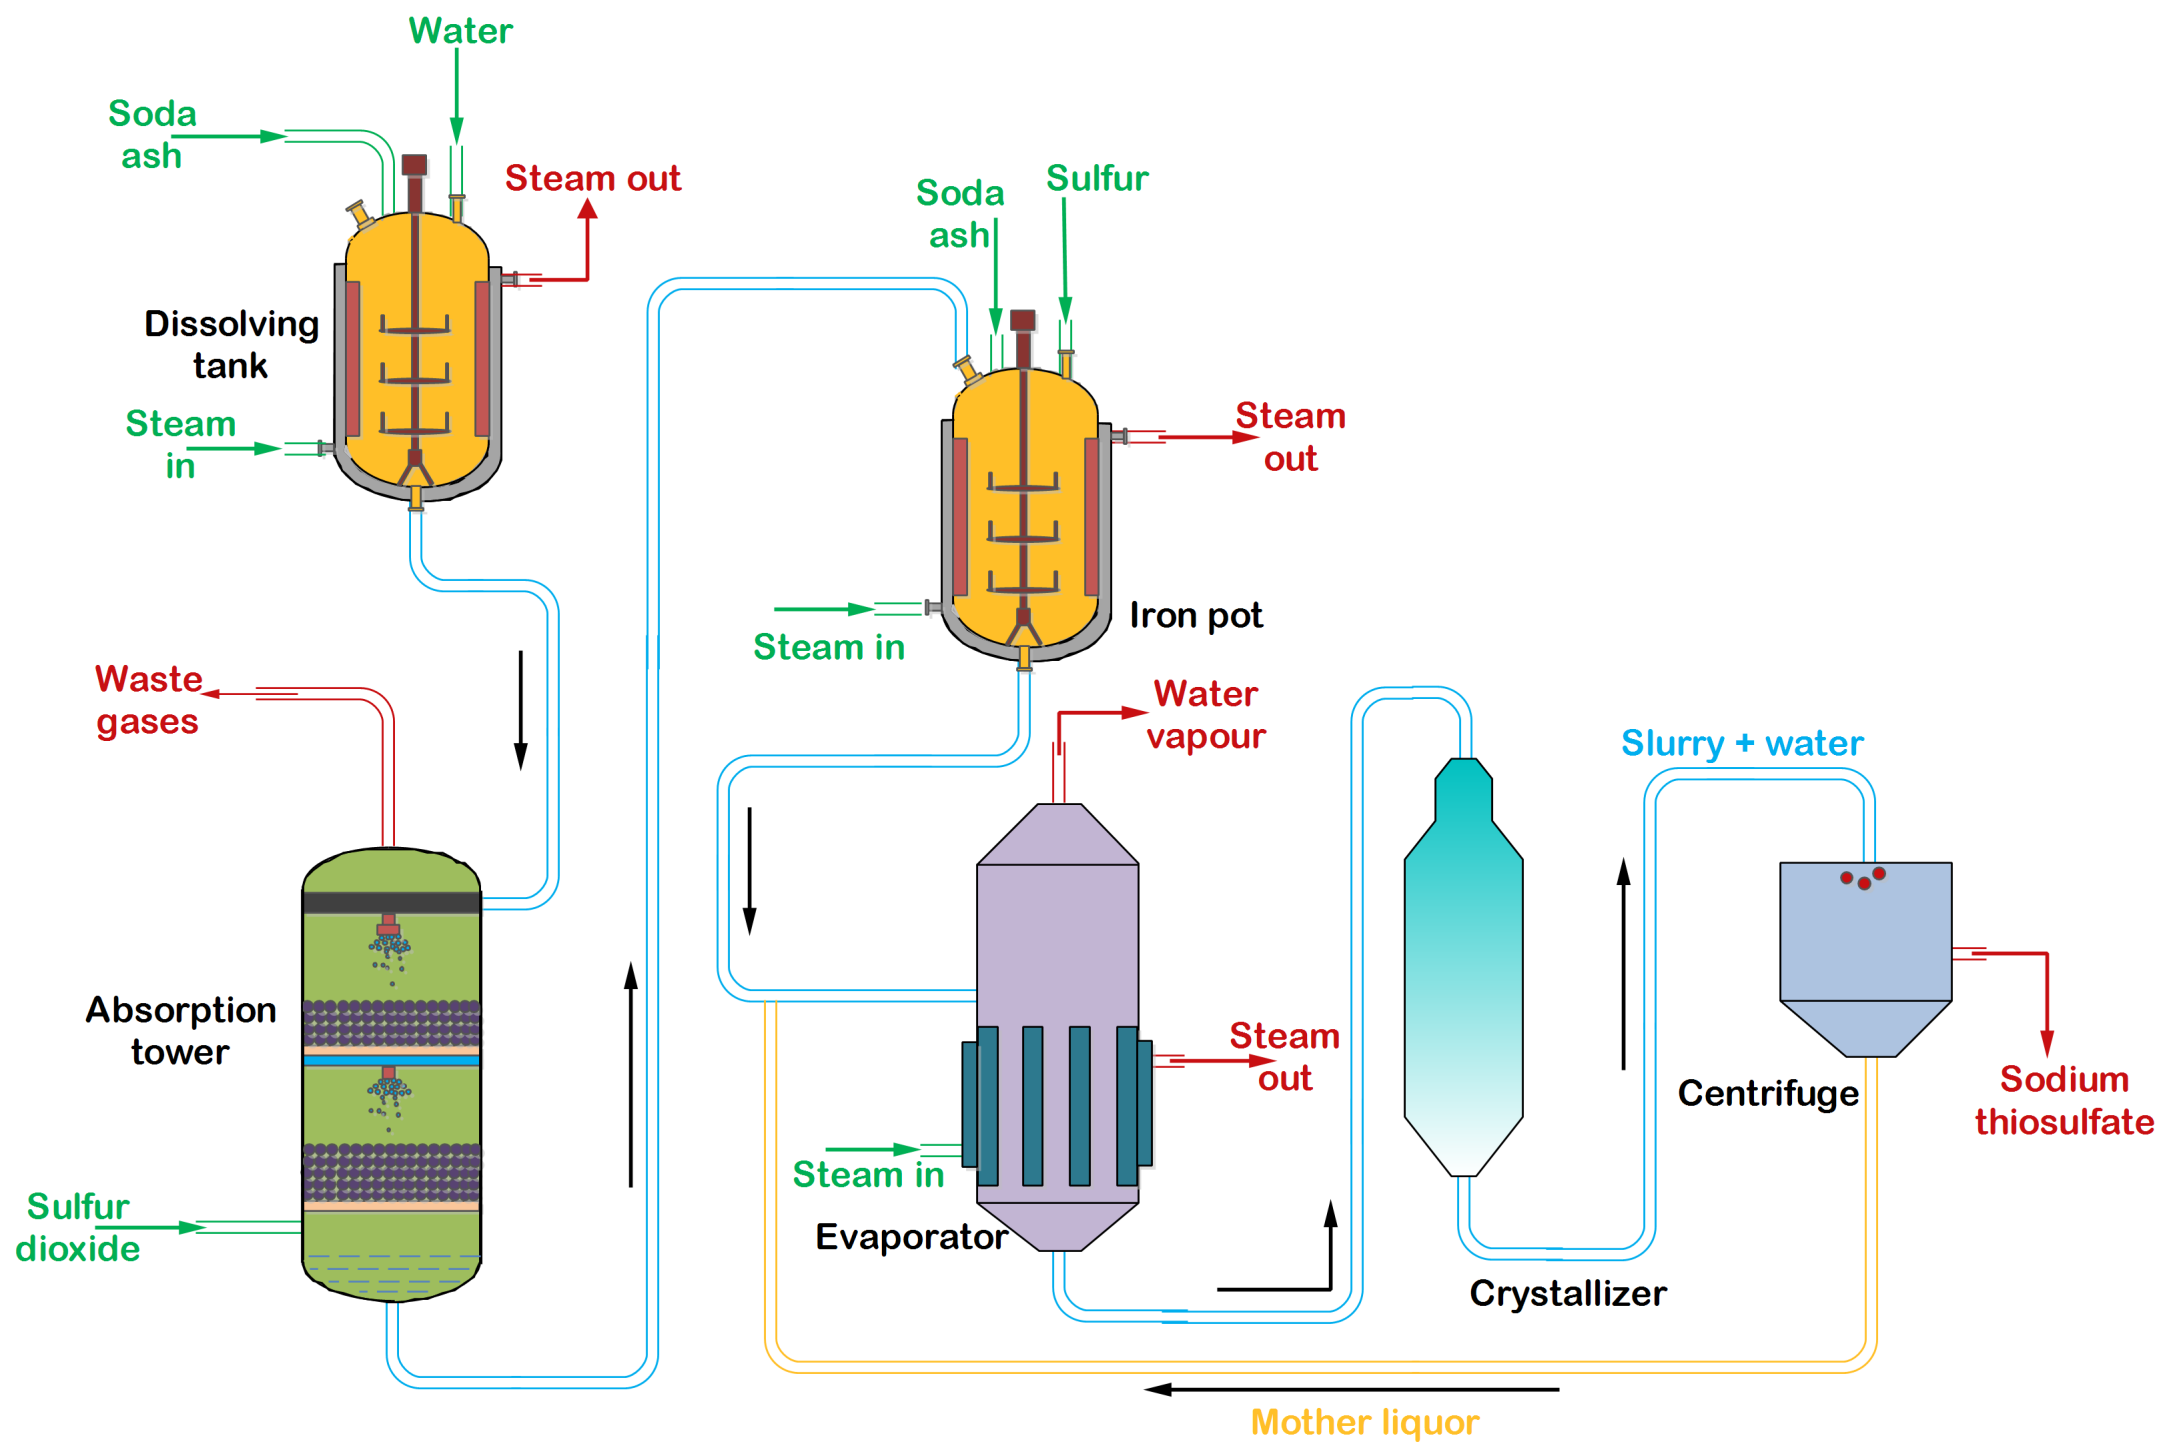 Water
Soda
ash
Steam out
Dissolving
tank
Steam
in
Soda
ash
Sulfur
Steam
out
Steam in
Iron pot
Waste
gases
Water
vapour
Slurry + water
Absorption
tower
Steam
out
Steam in
Evaporator
Centrifuge
Sodium
thiosulfate
Sulfur
dioxide
Crystallizer
Mother liquor